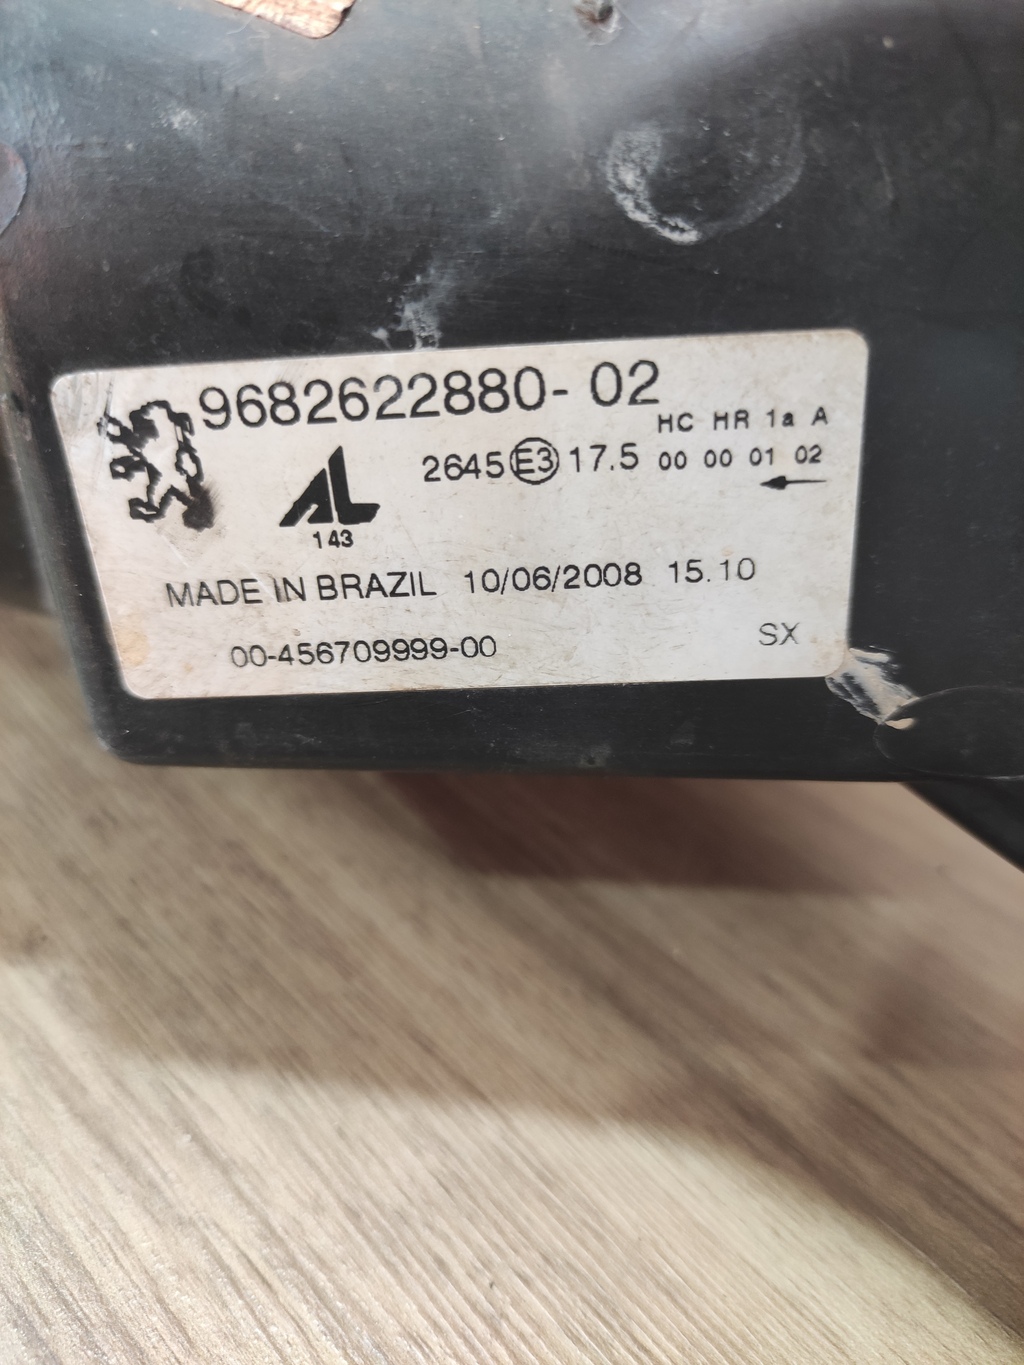 9682622880- 02
HC HR 1a A
2645 E3 17.5 00 00 01 02
AL
143
MADE IN BRAZIL 10/06/2008 15.10
00-456709999-00 SX